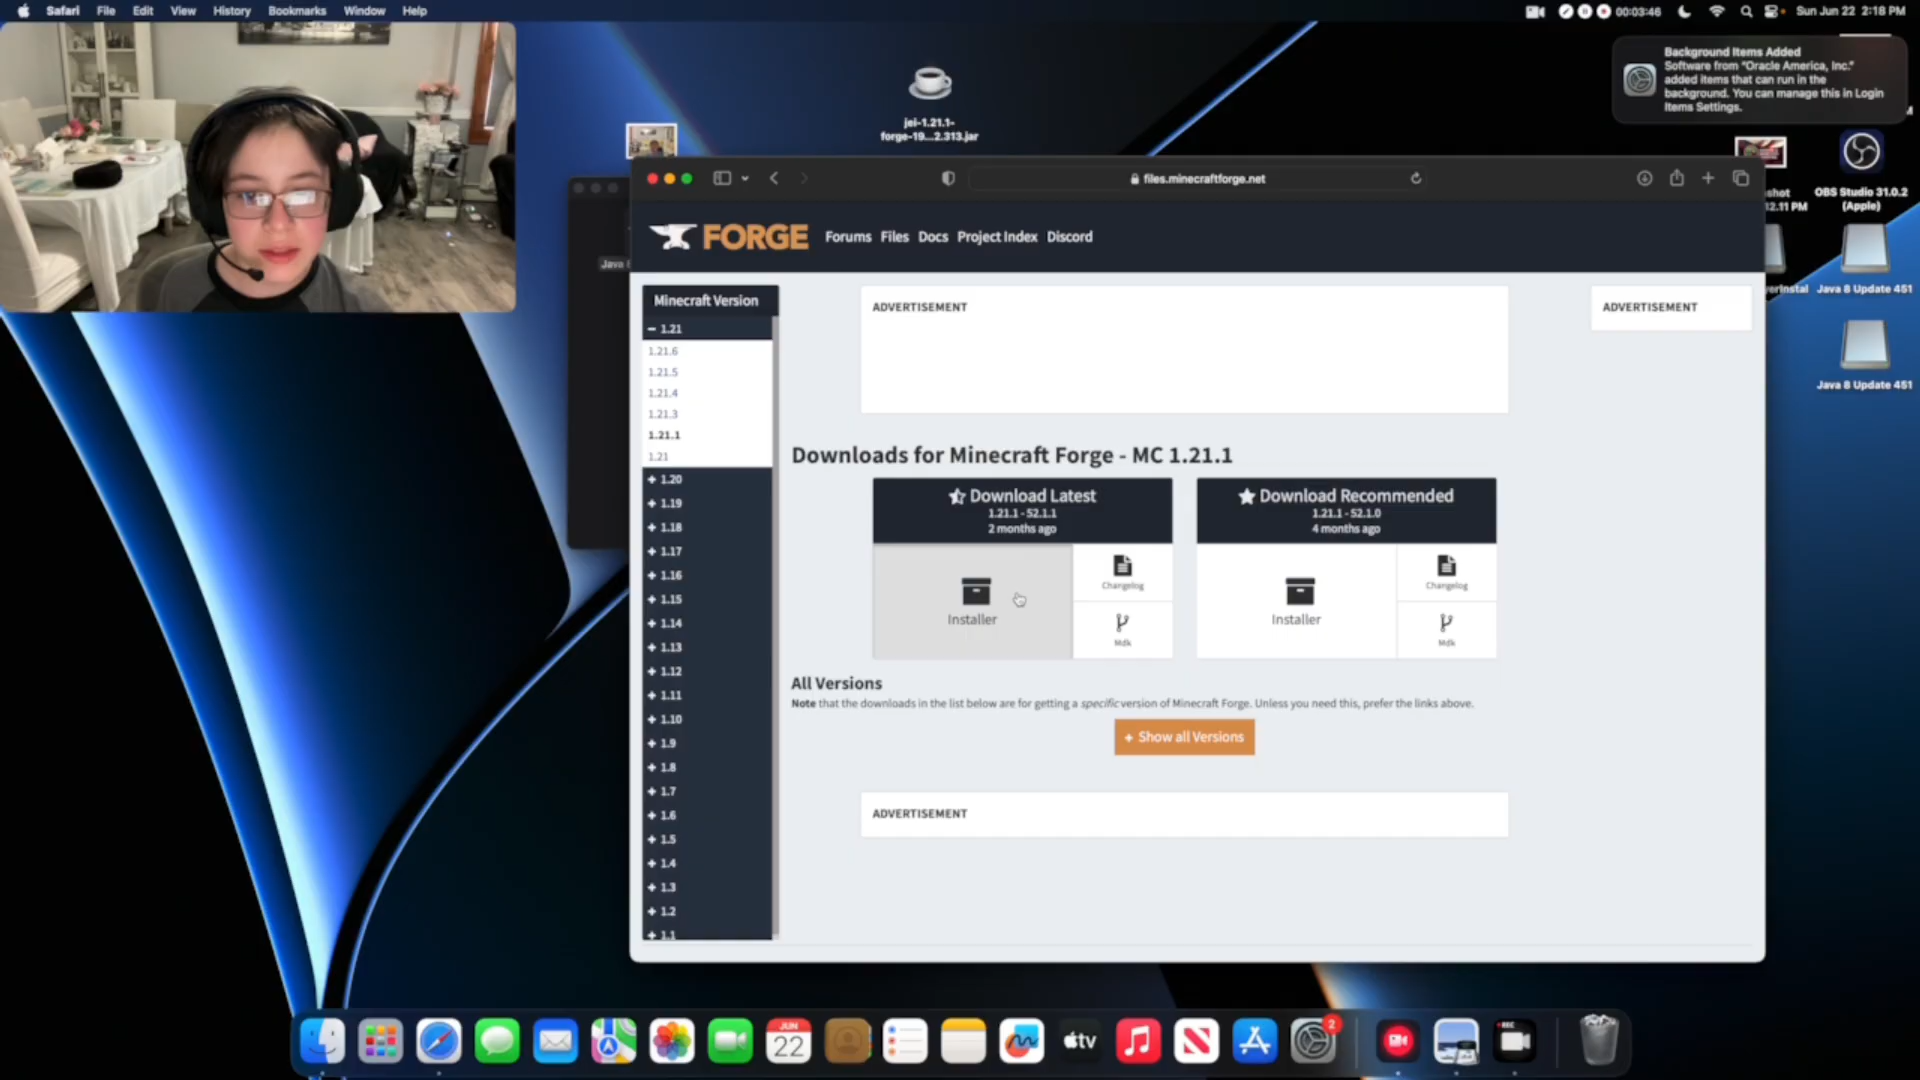 Safari File Edit View History Bookmarks Window Help
00:03:46 Sun Jun 22 2:18 PM
Background Items Added
Software from "Oracle America, Inc."
added items that can run in the
background. You can manage this in Login
Items Settings.
jei-1.21.1-
forge-19...2.313.jar
OBS Studio 31.0.2
(Apple)
Java 8 Update 451
Java 8 Update 451
files.minecraftforge.net
FORGE Forums Files Docs Project Index Discord
Minecraft Version
1.21
1.21.6
1.21.5
1.21.4
1.21.3
1.21.1
1.21
+ 1.20
+ 1.19
+ 1.18
+ 1.17
+ 1.16
+ 1.15
+ 1.14
+ 1.13
+ 1.12
+ 1.11
+ 1.10
+ 1.9
+ 1.8
+ 1.7
+ 1.6
+ 1.5
+ 1.4
+ 1.3
+ 1.2
+ 1.1
ADVERTISEMENT
ADVERTISEMENT
Downloads for Minecraft Forge - MC 1.21.1
Download Latest
1.21.1 - 52.1.1
2 months ago
Installer
Changelog
Mdk
Download Recommended
1.21.1 - 52.1.0
4 months ago
Installer
Changelog
Mdk
All Versions
Note that the downloads in the list below are for getting a specific version of Minecraft Forge. Unless you need this, prefer the links above.
+ Show all Versions
ADVERTISEMENT
JUN
22
tv
2
REC